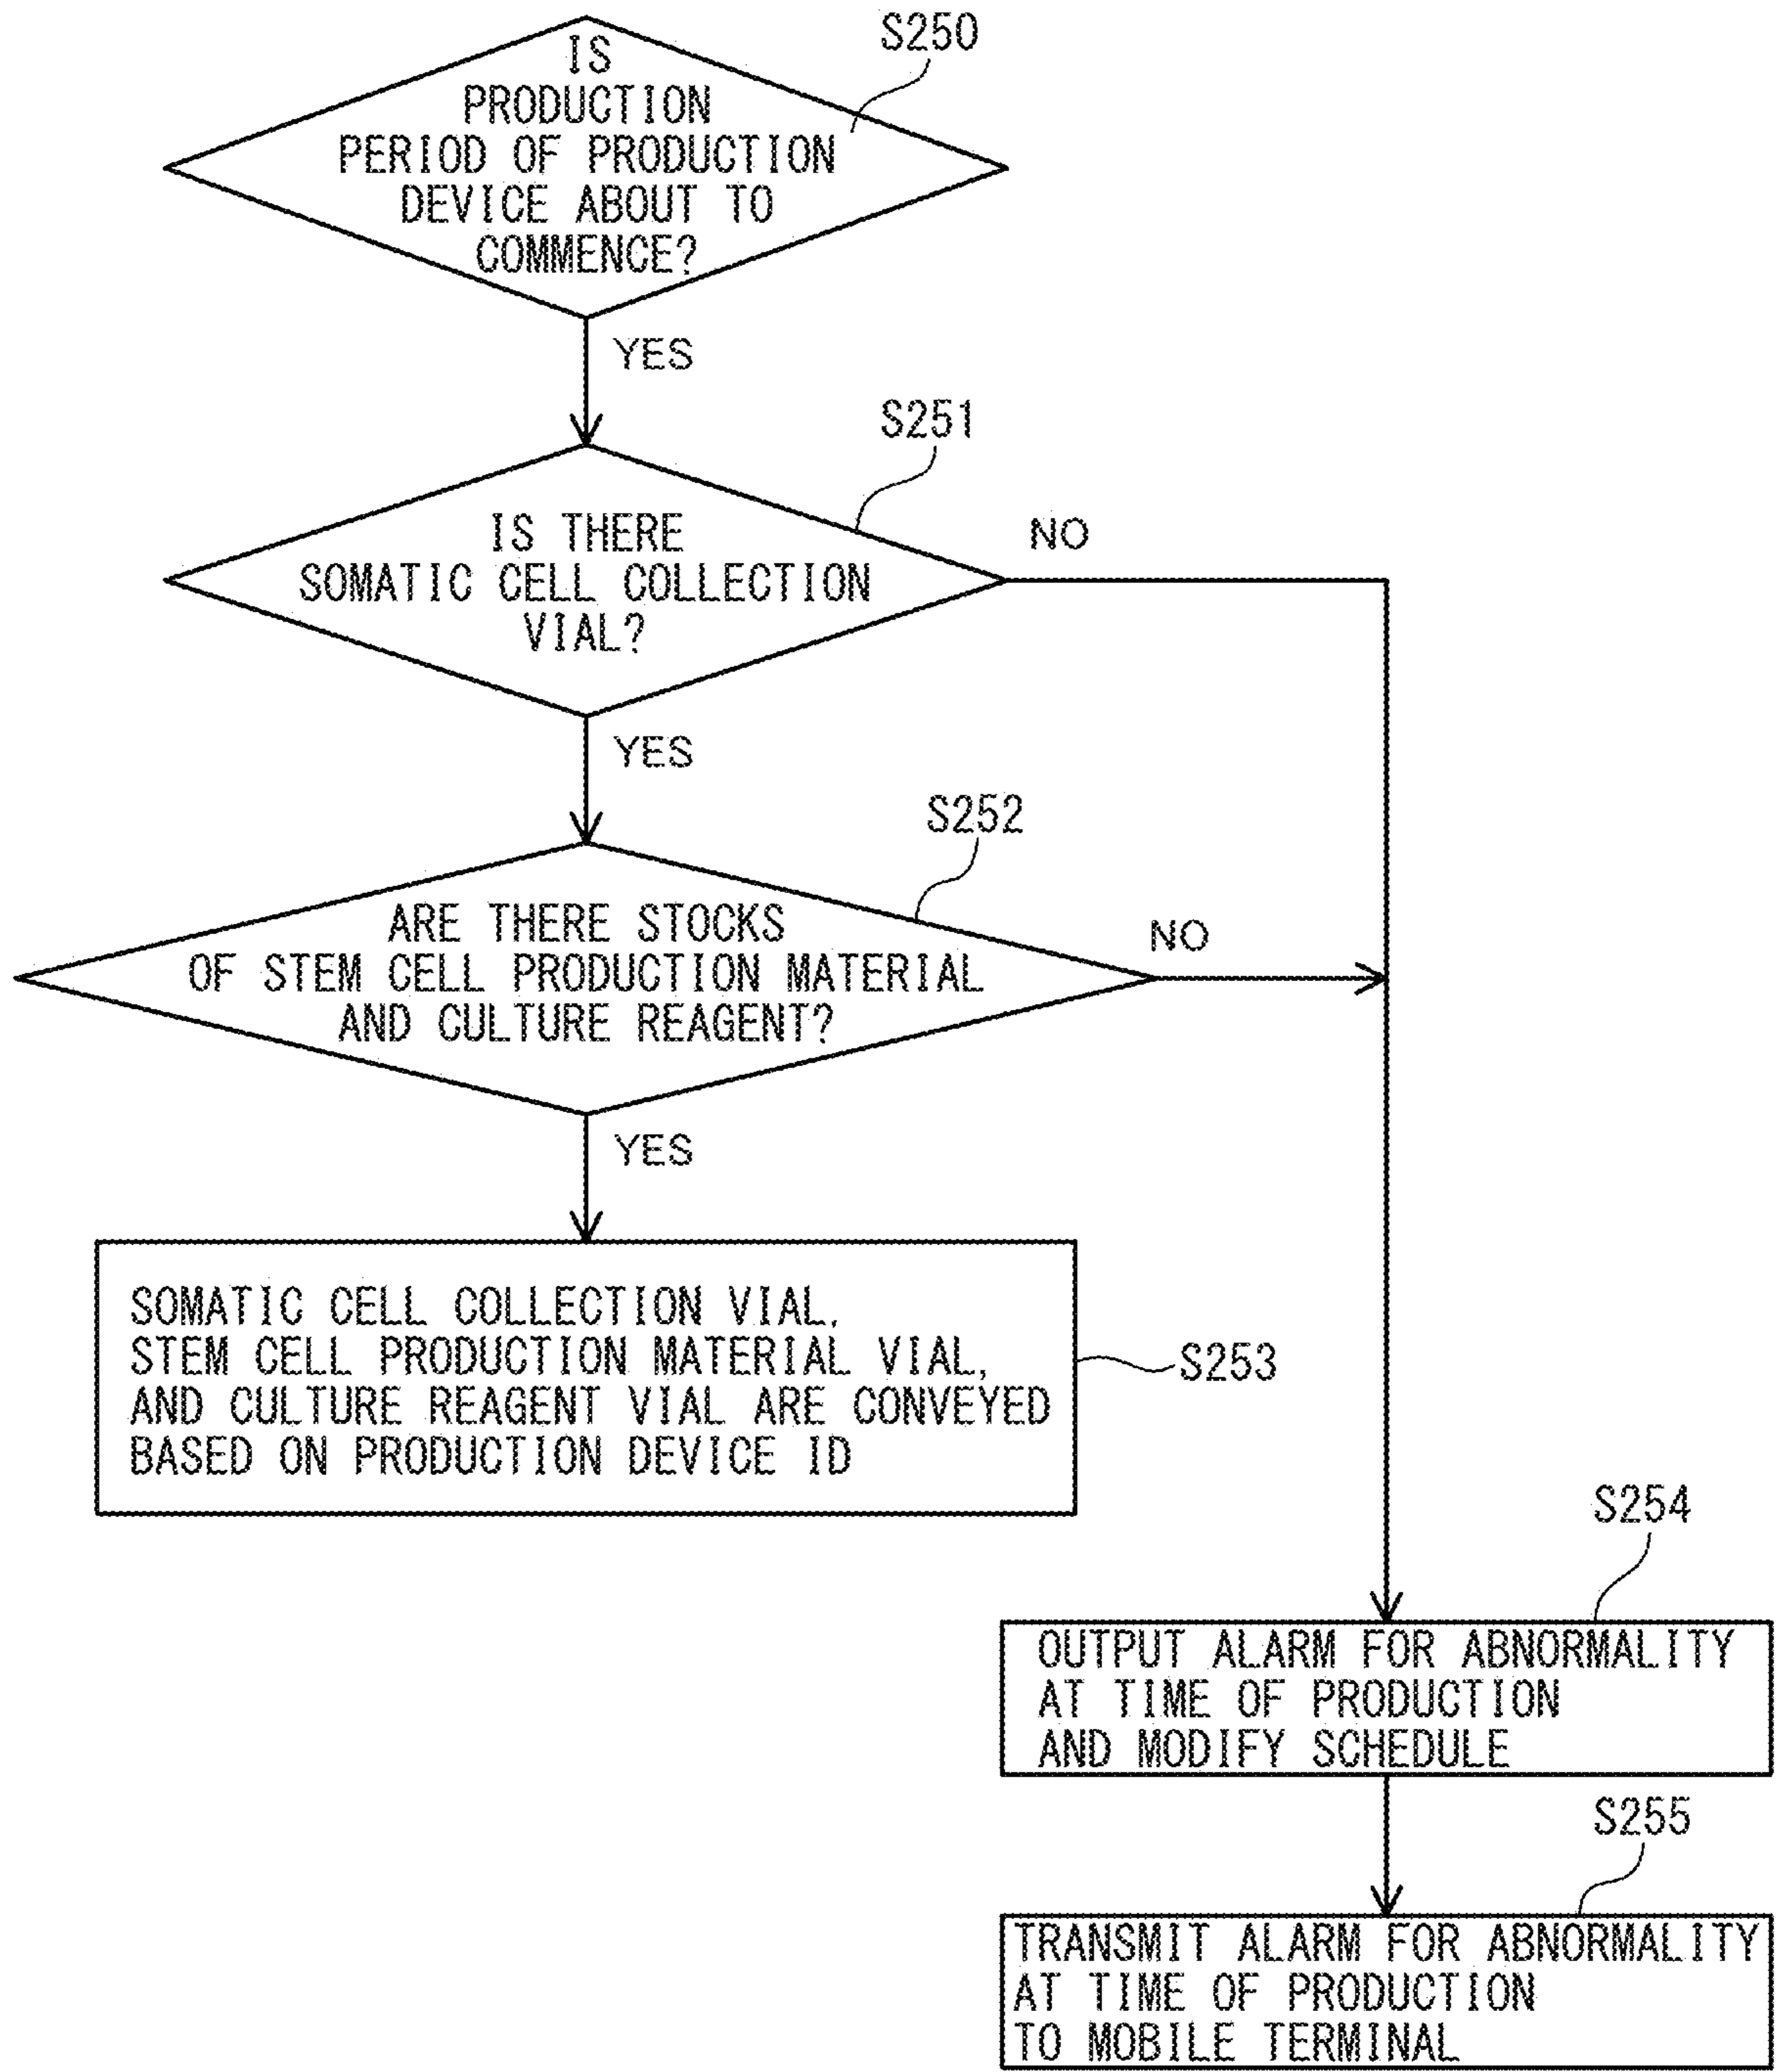 S250
IS
PRODUCTION
PERIOD OF PRODUCTION
DEVICE ABOUT TO
COMMENCE?
YES
S251
IS THERE
SOMATIC CELL COLLECTION
VIAL?
NO
YES
S252
ARE THERE STOCKS
OF STEM CELL PRODUCTION MATERIAL
AND CULTURE REAGENT?
NO
YES
SOMATIC CELL COLLECTION VIAL,
STEM CELL PRODUCTION MATERIAL VIAL,
AND CULTURE REAGENT VIAL ARE CONVEYED
BASED ON PRODUCTION DEVICE ID
S253
S254
OUTPUT ALARM FOR ABNORMALITY
AT TIME OF PRODUCTION
AND MODIFY SCHEDULE
S255
TRANSMIT ALARM FOR ABNORMALITY
AT TIME OF PRODUCTION
TO MOBILE TERMINAL